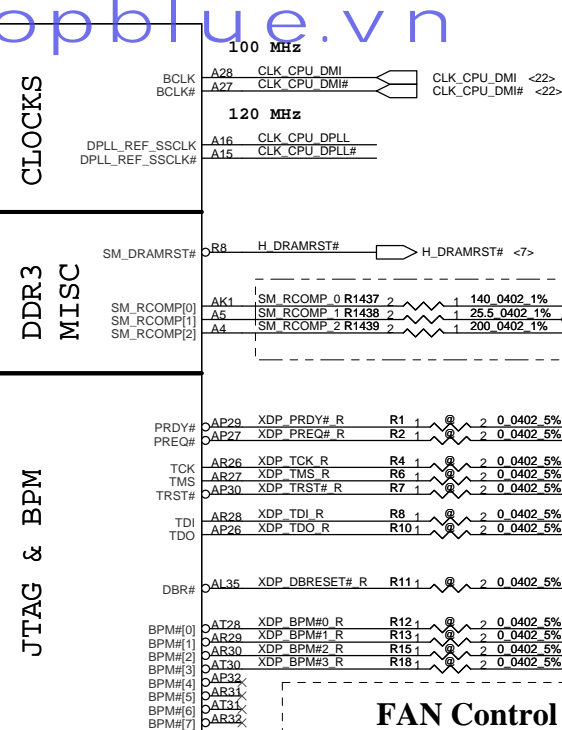 opblue.vn
100 MHz
CLOCKS
BCLK A28 CLK_CPU_DMI CLK_CPU_DMI <22>
BCLK# A27 CLK_CPU_DMI# CLK_CPU_DMI# <22>
120 MHz
DPLL_REF_SSCLK A16 CLK_CPU_DPLL
DPLL_REF_SSCLK# A15 CLK_CPU_DPLL#
DDR3 MISC
SM_DRAMRST# R8 H_DRAMRST# H_DRAMRST# <7>
SM_RCOMP[0] AK1 SM_RCOMP_0 R1437 2 1 140_0402_1%
SM_RCOMP[1] A5 SM_RCOMP_1 R1438 2 1 25.5_0402_1%
SM_RCOMP[2] A4 SM_RCOMP_2 R1439 2 1 200_0402_1%
JTAG & BPM
PRDY# AP29 XDP_PRDY#_R R1 1 @ 2 0_0402_5%
PREQ# AP27 XDP_PREQ#_R R2 1 @ 2 0_0402_5%
TCK AR26 XDP_TCK_R R4 1 @ 2 0_0402_5%
TMS AR27 XDP_TMS_R R6 1 @ 2 0_0402_5%
TRST# AP30 XDP_TRST#_R R7 1 @ 2 0_0402_5%
TDI AR28 XDP_TDI_R R8 1 @ 2 0_0402_5%
TDO AP26 XDP_TDO_R R10 1 @ 2 0_0402_5%
DBR# AL35 XDP_DBRESET#_R R11 1 @ 2 0_0402_5%
BPM#[0] AT28 XDP_BPM#0_R R12 1 @ 2 0_0402_5%
BPM#[1] AR29 XDP_BPM#1_R R13 1 @ 2 0_0402_5%
BPM#[2] AR30 XDP_BPM#2_R R15 1 @ 2 0_0402_5%
BPM#[3] AT30 XDP_BPM#3_R R18 1 @ 2 0_0402_5%
BPM#[4] AP32
BPM#[5] AR31
BPM#[6] AT31
BPM#[7] AR32
FAN Control